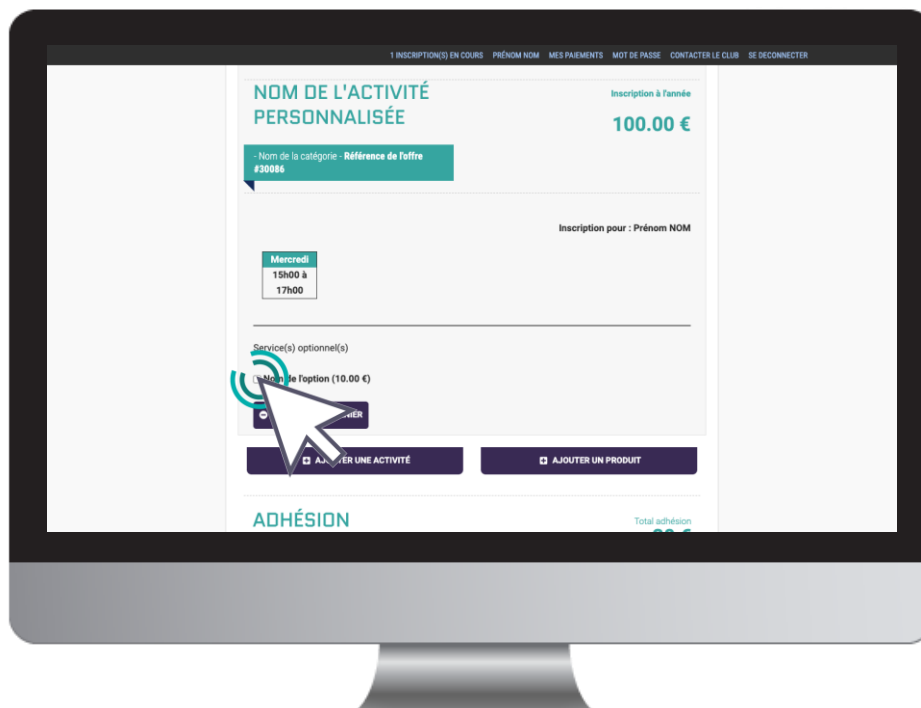 1 INSCRIPTION(S) EN COURS PRÉNOM NOM MES PAIEMENTS MOT DE PASSE CONTACTER LE CLUB SE DECONNECTER
NOM DE L'ACTIVITÉ
PERSONNALISÉE
Inscription à l'année
100.00 €
- Nom de la catégorie - Référence de l'offre
#30086
Inscription pour : Prénom NOM
Mercredi
15h00 à
17h00
Service(s) optionnel(s)
Nom de l'option (10.00 €)
AJOUTER UNE ACTIVITÉ
AJOUTER UN PRODUIT
ADHÉSION
Total adhésion